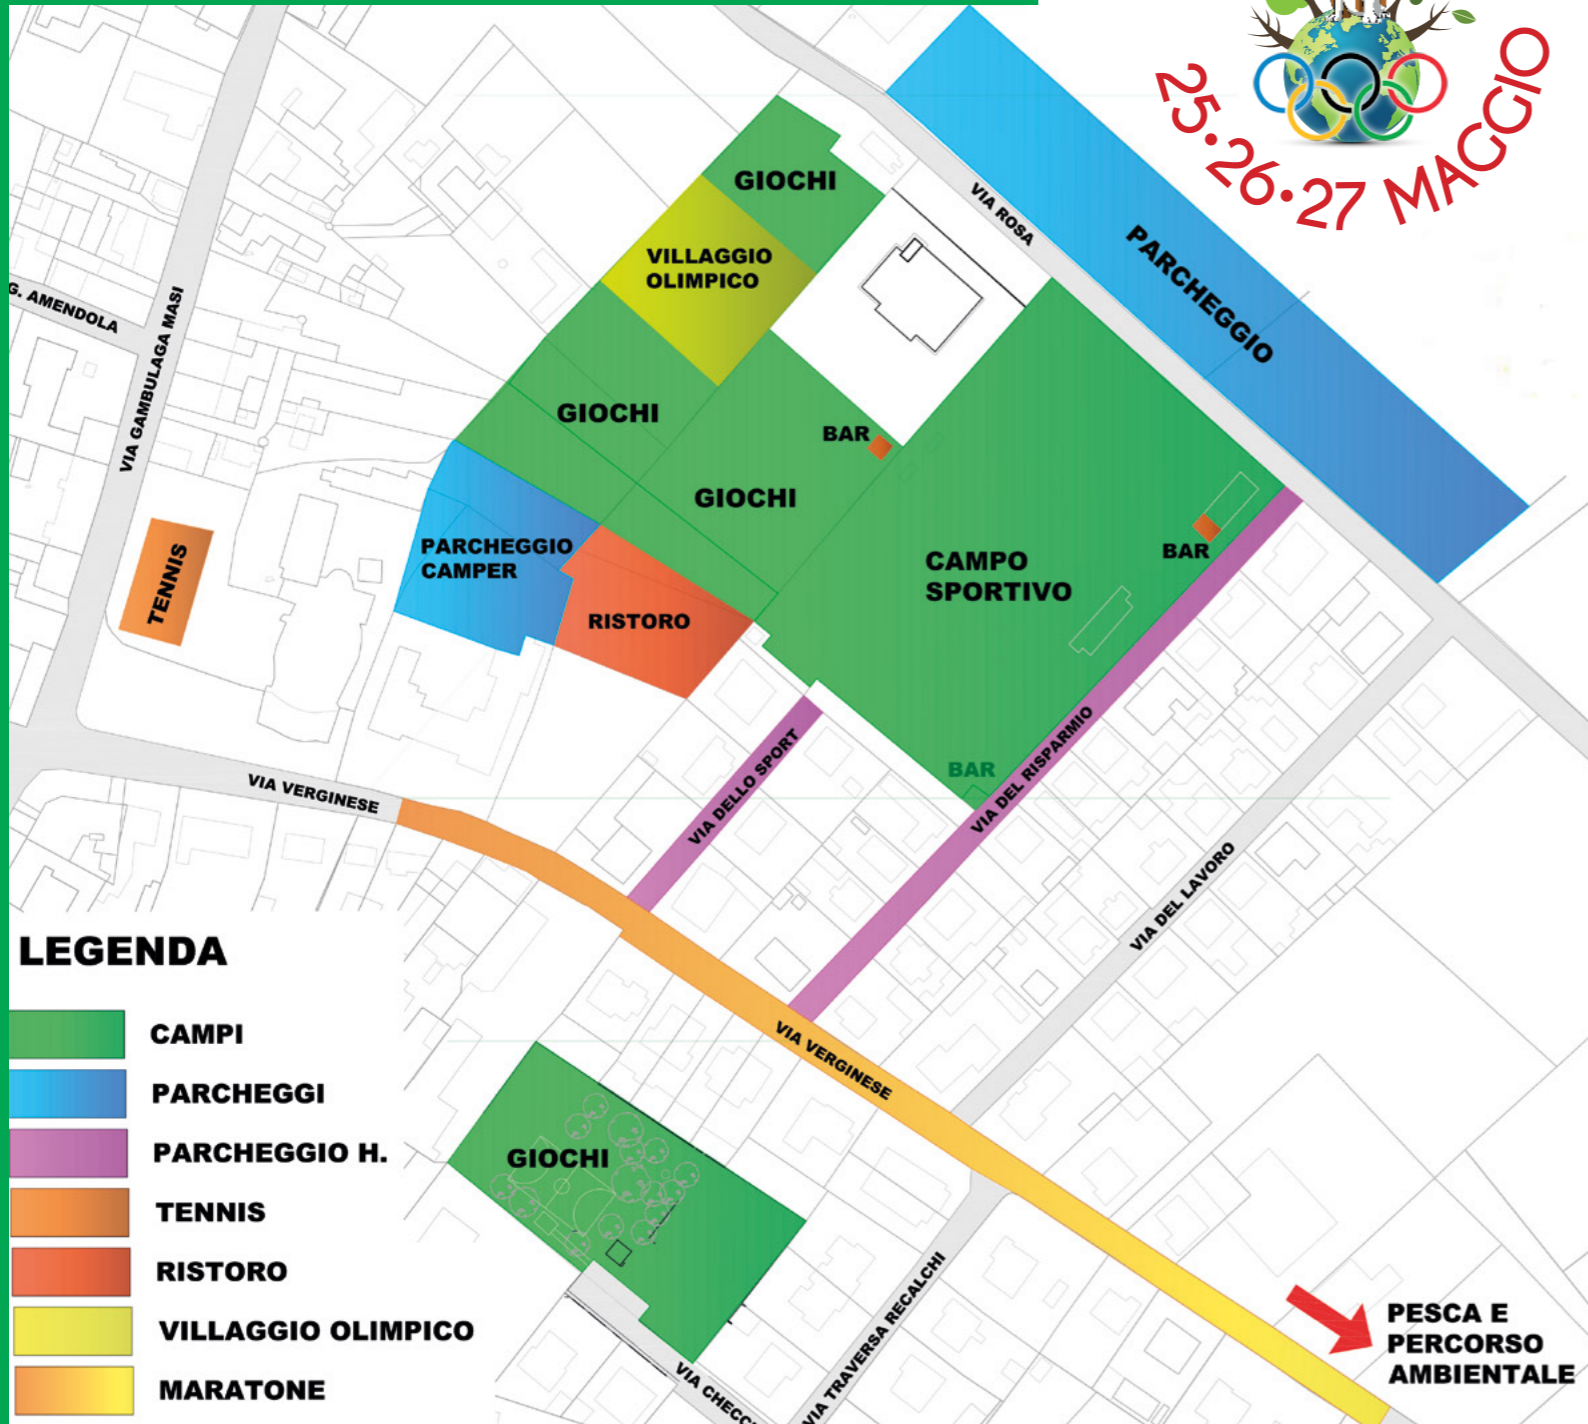 25•26•27 MAGGIO
GIOCHI
VIA ROSA
VILLAGGIO
OLIMPICO
PARCHEGGIO
G. AMENDOLA
VIA GAMBULAGA MASI
GIOCHI
BAR
GIOCHI
BAR
PARCHEGGIO
CAMPER
CAMPO
SPORTIVO
TENNIS
RISTORO
VIA DELLO SPORT
BAR
VIA DEL RISPARMIO
VIA VERGINESE
VIA DEL LAVORO
LEGENDA
CAMPI
PARCHEGGI
PARCHEGGIO H.
TENNIS
RISTORO
VILLAGGIO OLIMPICO
MARATONE
VIA VERGINESE
GIOCHI
VIA TRAVERSA RECALCHI
PESCA E
PERCORSO
AMBIENTALE